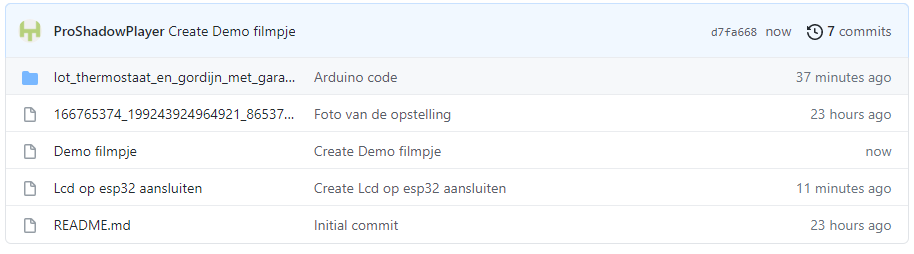 ProShadowPlayer Create Demo filmpje d7fa668 now 7 commits
Iot_thermostaat_en_gordijn_met_gara... Arduino code 37 minutes ago
166765374_199243924964921_86537... Foto van de opstelling 23 hours ago
Demo filmpje Create Demo filmpje now
Lcd op esp32 aansluiten Create Lcd op esp32 aansluiten 11 minutes ago
README.md Initial commit 23 hours ago